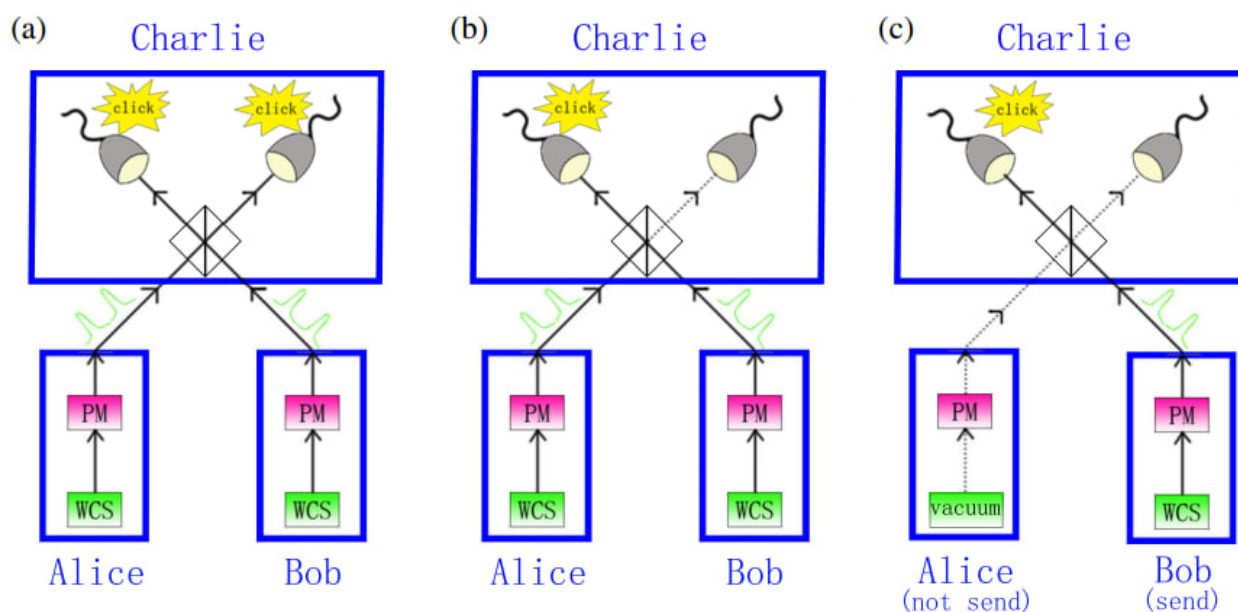 (a)
Charlie
click
click
PM
PM
WCS
WCS
Alice
Bob
(b)
Charlie
click
PM
PM
WCS
WCS
Alice
Bob
(c)
Charlie
click
PM
PM
vacuum
WCS
Alice
(not send)
Bob
(send)